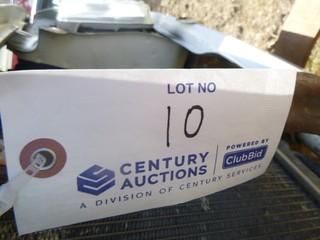 LOT NO
10
CENTURY
AUCTIONS
POWERED BY
ClubBid
A DIVISION OF CENTURY SERVICES